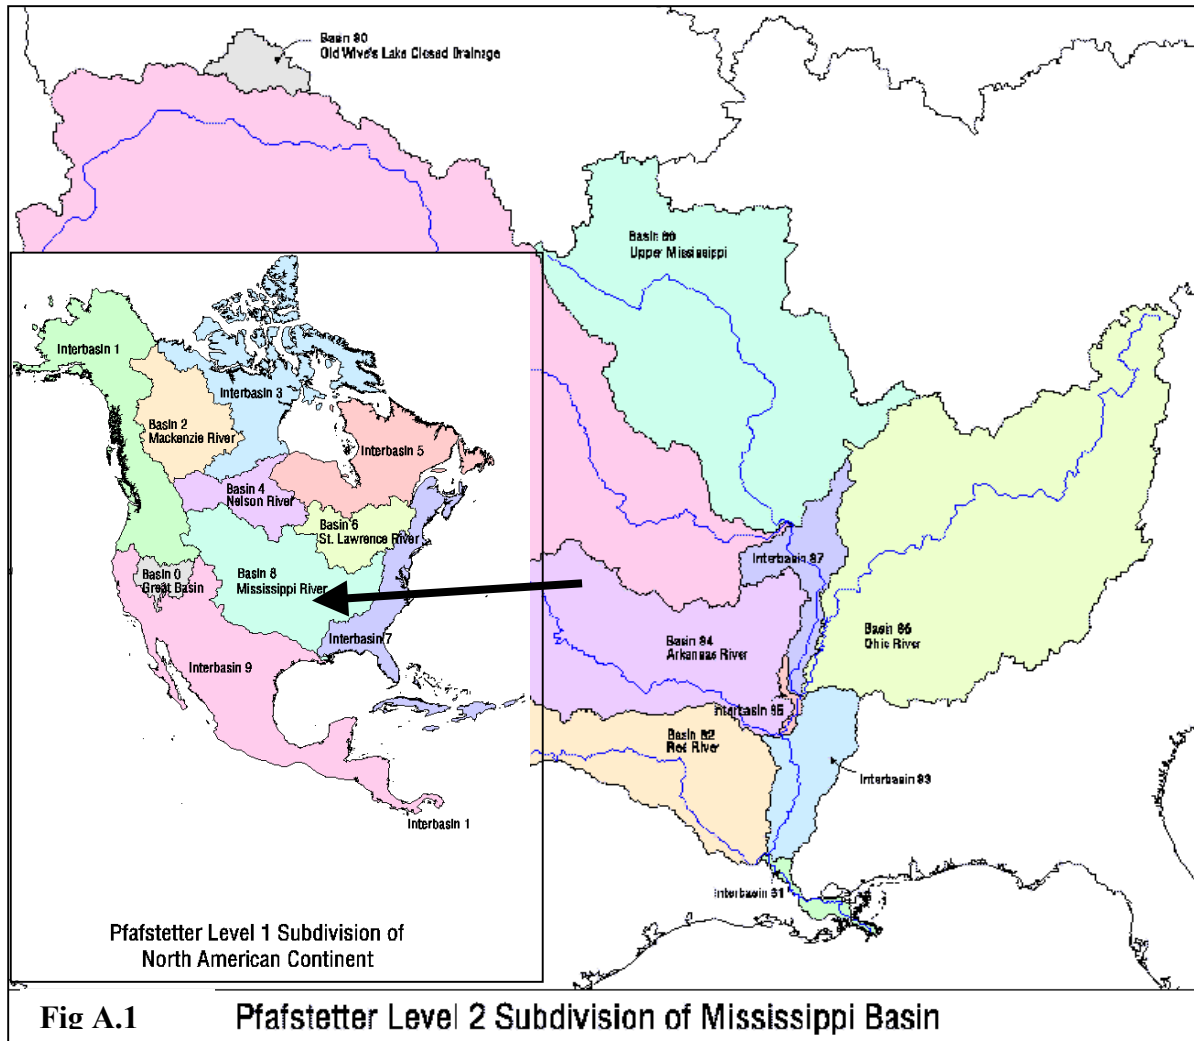 Basin 80
Old Wive's Lake Closed Drainage
Basin 88
Upper Mississippi
Interbasin 1
Interbasin 3
Basin 2
Mackenzie River
Interbasin 5
Basin 4
Nelson River
Basin 6
St. Lawrence River
Basin 0
Great Basin
Basin 8
Mississippi River
Interbasin 7
Interbasin 9
Interbasin 1
Interbasin 87
Basin 86
Ohio River
Basin 84
Arkansas River
Interbasin 85
Basin 82
Red River
Interbasin 83
Interbasin 81
Pfafstetter Level 1 Subdivision of
North American Continent
Fig A.1
Pfafstetter Level 2 Subdivision of Mississippi Basin